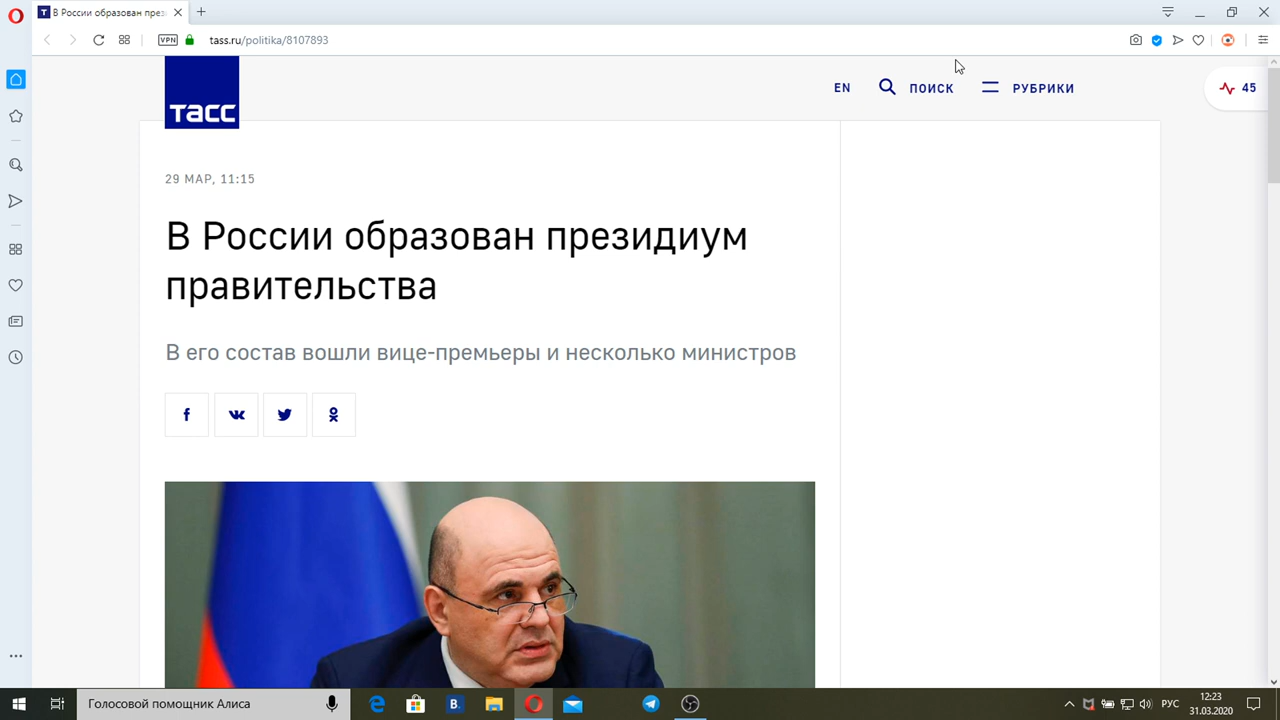 В России образован през
tass.ru/politika/8107893
VPN
ТАСС
EN
ПОИСК
РУБРИКИ
45
29 МАР, 11:15
В России образован президиум
правительства
В его состав вошли вице-премьеры и несколько министров
Голосовой помощник Алиса
B.
РУС
12:23
31.03.2020